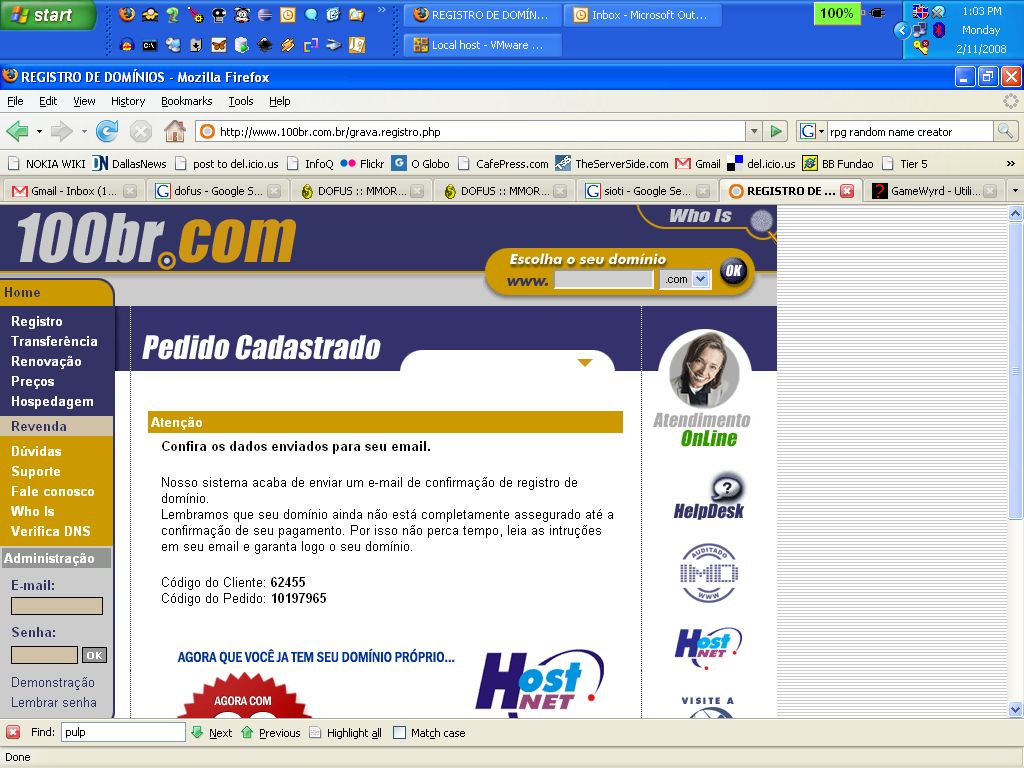 start
REGISTRO DE DOMÍN...
Inbox - Microsoft Out...
Local host - VMware ...
100%
1:03 PM
Monday
2/11/2008
REGISTRO DE DOMÍNIOS - Mozilla Firefox
File Edit View History Bookmarks Tools Help
http://www.100br.com.br/grava.registro.php
rpg random name creator
NOKIA WIKI DallasNews post to del.icio.us InfoQ Flickr O Globo CafePress.com TheServerSide.com Gmail del.icio.us BB Fundao Tier 5
Gmail - Inbox (1...
dofus - Google S...
DOFUS :: MMOR...
DOFUS :: MMOR...
sioti - Google Se...
REGISTRO DE ...
GameWyrd - Utili...
100br.com
Who Is
Escolha o seu domínio
www. .com OK
Home
Registro
Transferência
Renovação
Preços
Hospedagem
Revenda
Dúvidas
Suporte
Fale conosco
Who Is
Verifica DNS
Administração
E-mail:
Senha:
OK
Demonstração
Lembrar senha
Pedido Cadastrado
Atenção
Confira os dados enviados para seu email.
Nosso sistema acaba de enviar um e-mail de confirmação de registro de
domínio.
Lembramos que seu domínio ainda não está completamente assegurado até a
confirmação de seu pagamento. Por isso não perca tempo, leia as intruções
em seu email e garanta logo o seu domínio.
Código do Cliente: 62455
Código do Pedido: 10197965
AGORA QUE VOCÊ JA TEM SEU DOMÍNIO PRÓPRIO...
AGORA COM
HOST
NET
Atendimento
OnLine
?
HelpDesk
AUDITADO
IMD
WWW
HOST
NET
VISITE A
Find: pulp Next Previous Highlight all Match case
Done